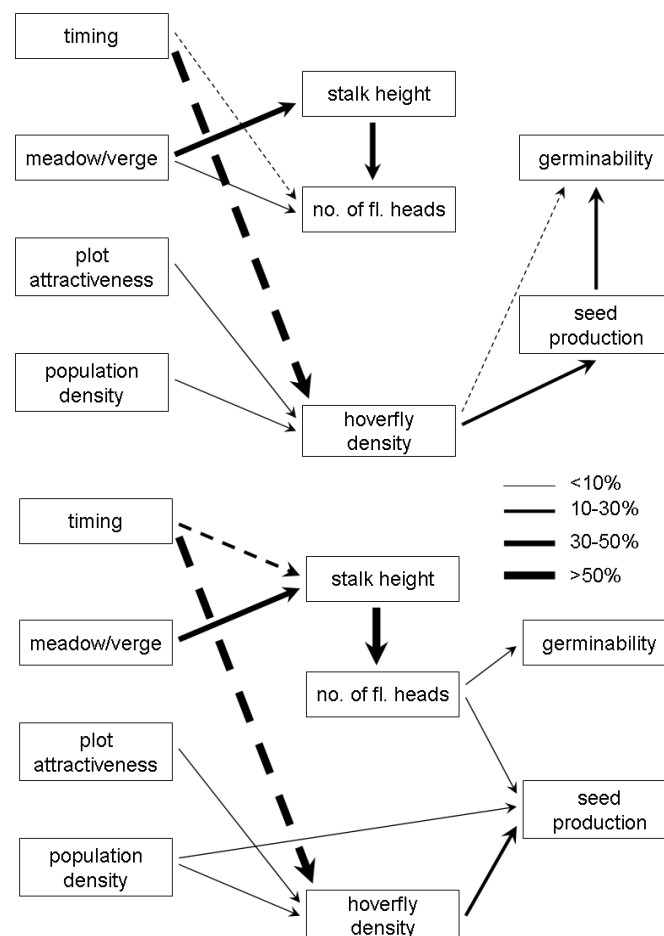 timing
stalk height
meadow/verge
germinability
no. of fl. heads
plot
attractiveness
seed
production
population
density
hoverfly
density
<10%
10-30%
30-50%
>50%
timing
stalk height
meadow/verge
germinability
no. of fl. heads
plot
attractiveness
seed
production
population
density
hoverfly
density